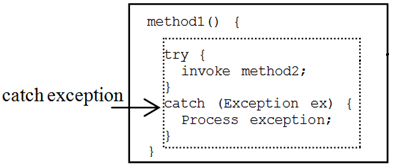 method1() {
try {
invoke method2;
}
catch exception
catch (Exception ex) {
Process exception;
}
}